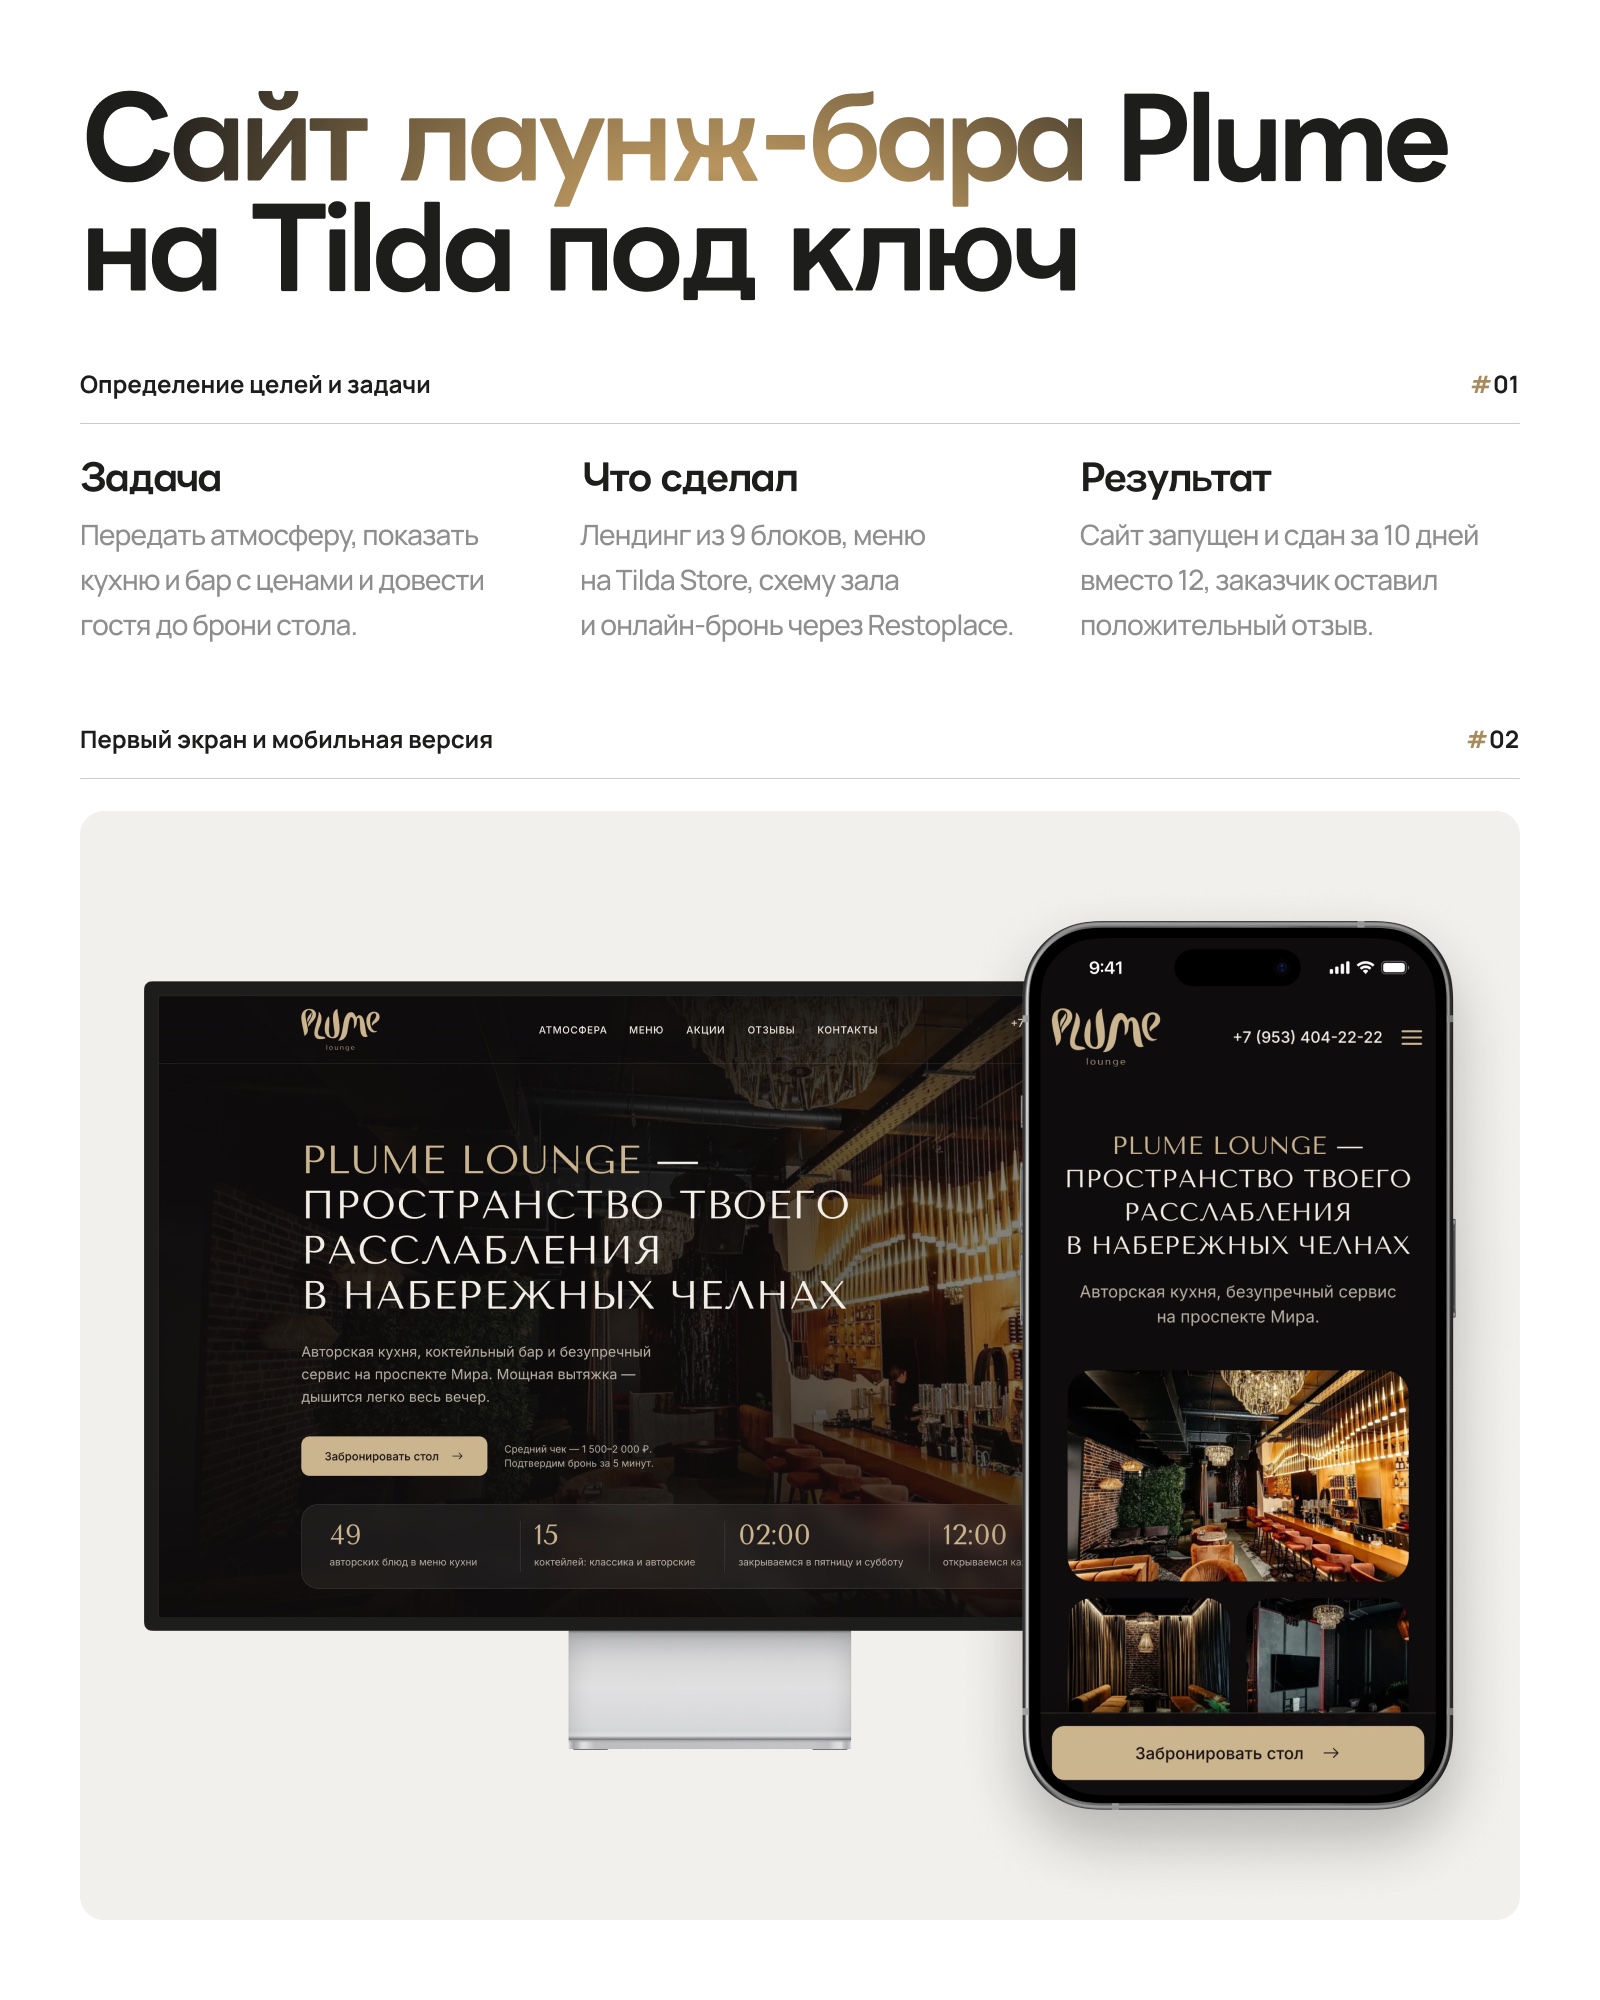 Сайт лаунж-бара Plume
на Tilda под ключ
Определение целей и задачи
#01
Задача
Передать атмосферу, показать
кухню и бар с ценами и довести
гостя до брони стола.
Что сделал
Лендинг из 9 блоков, меню
на Tilda Store, схему зала
и онлайн-бронь через Restoplace.
Результат
Сайт запущен и сдан за 10 дней
вместо 12, заказчик оставил
положительный отзыв.
Первый экран и мобильная версия
#02
PLUME
lounge
АТМОСФЕРА МЕНЮ АКЦИИ ОТЗЫВЫ КОНТАКТЫ
+7
PLUME LOUNGE —
ПРОСТРАНСТВО ТВОЕГО
РАССЛАБЛЕНИЯ
В НАБЕРЕЖНЫХ ЧЕЛНАХ
Авторская кухня, коктейльный бар и безупречный
сервис на проспекте Мира. Мощная вытяжка —
дышится легко весь вечер.
Забронировать стол →
Средний чек — 1 500–2 000 ₽.
Подтвердим бронь за 5 минут.
49
авторских блюд в меню кухни
15
коктейлей: классика и авторские
02:00
закрываемся в пятницу и субботу
12:00
открываемся ка
9:41
PLUME
lounge
+7 (953) 404-22-22
PLUME LOUNGE —
ПРОСТРАНСТВО ТВОЕГО
РАССЛАБЛЕНИЯ
В НАБЕРЕЖНЫХ ЧЕЛНАХ
Авторская кухня, безупречный сервис
на проспекте Мира.
Забронировать стол →